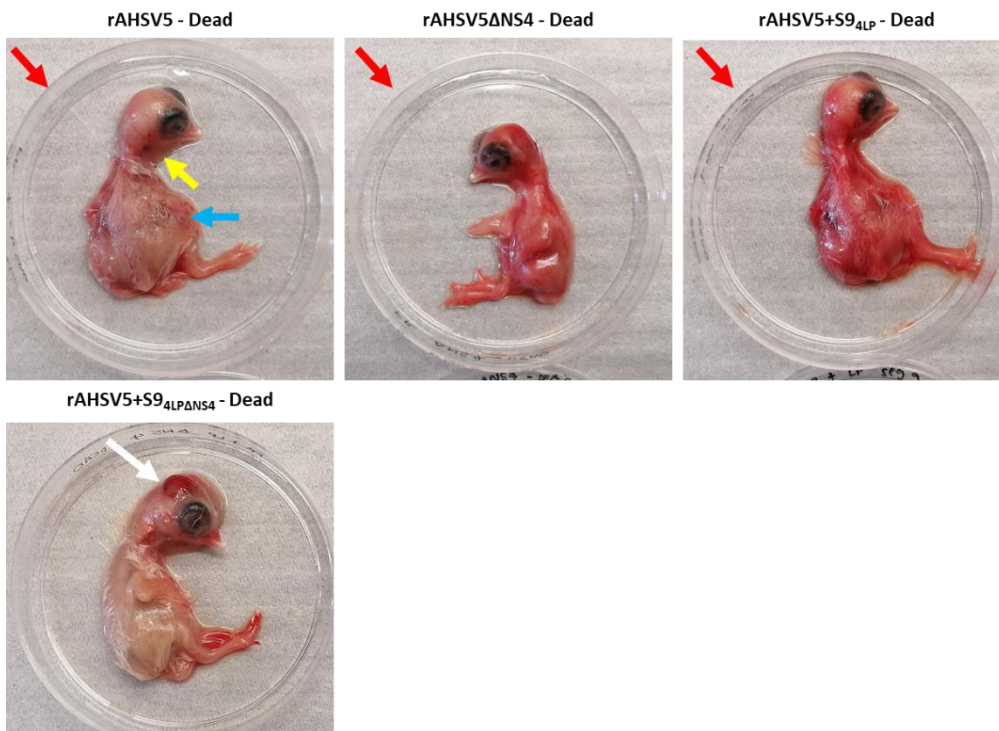 rAHSV5 - Dead
rAHSV5ΔNS4 - Dead
rAHSV5+S9₄LP - Dead
rAHSV5+S9₄LPΔNS4 - Dead